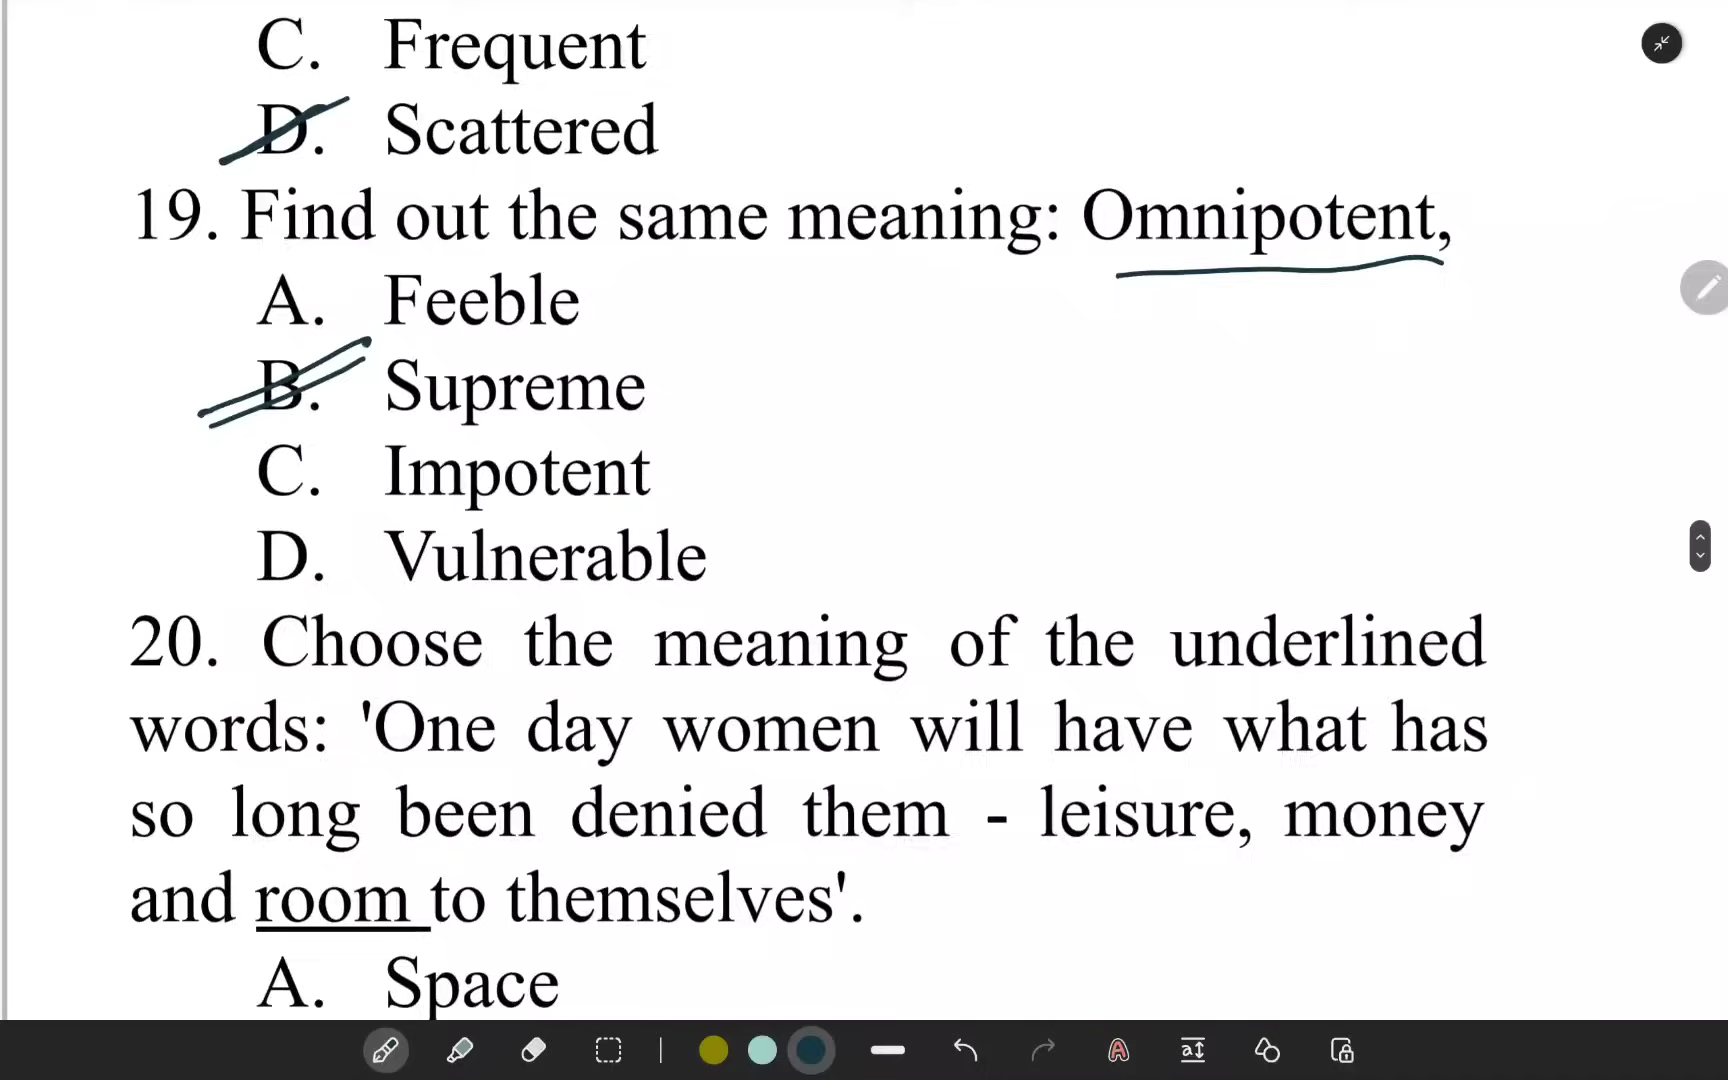 C. Frequent
D. Scattered
19. Find out the same meaning: Omnipotent,
A. Feeble
B. Supreme
C. Impotent
D. Vulnerable
20. Choose the meaning of the underlined
words: 'One day women will have what has
so long been denied them - leisure, money
and room to themselves'.
A. Space